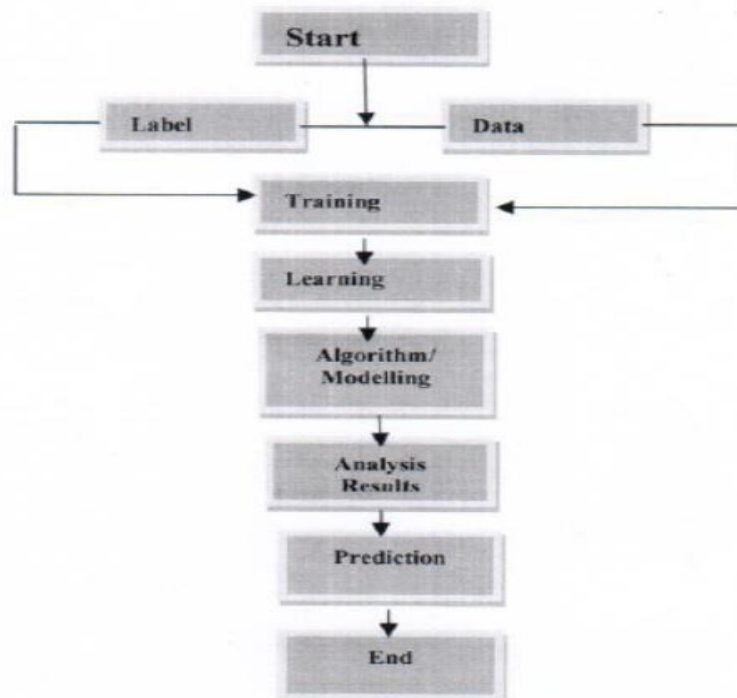 Start
Label
Data
Training
Learning
Algorithm/
Modelling
Analysis
Results
Prediction
End